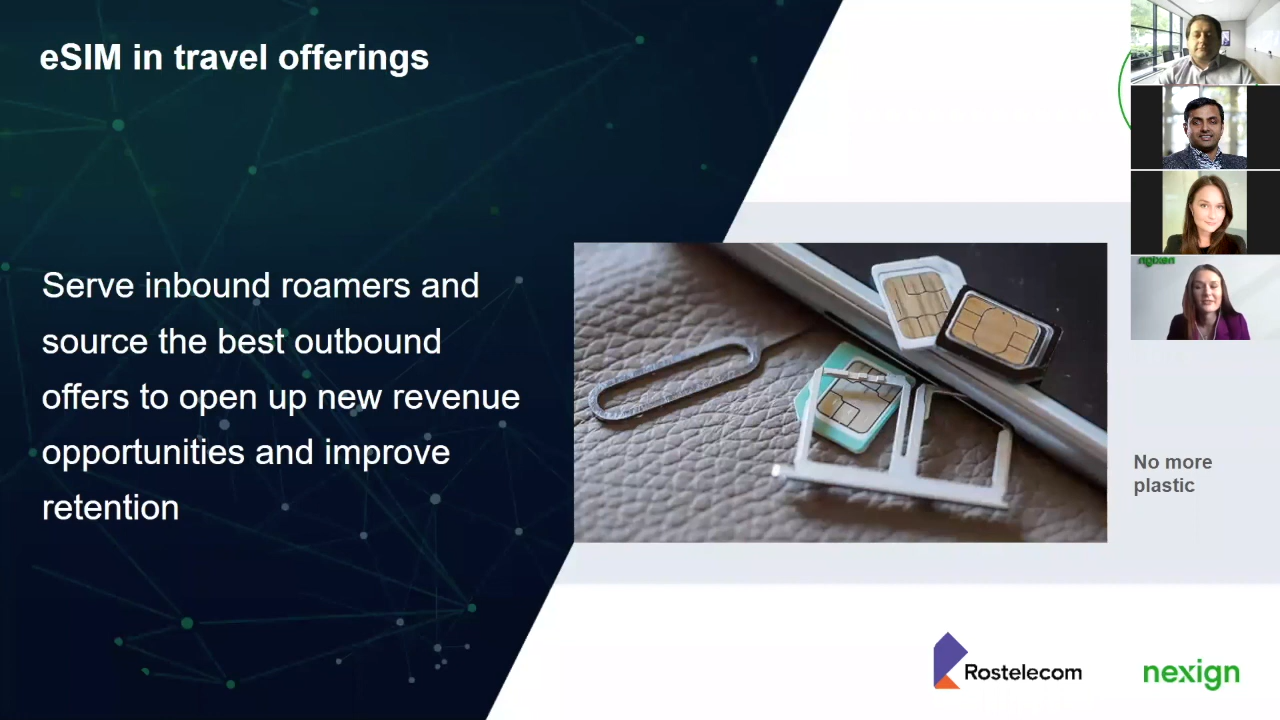 eSIM in travel offerings
Serve inbound roamers and
source the best outbound
offers to open up new revenue
opportunities and improve
retention
No more
plastic
nexign
Rostelecom
nexign